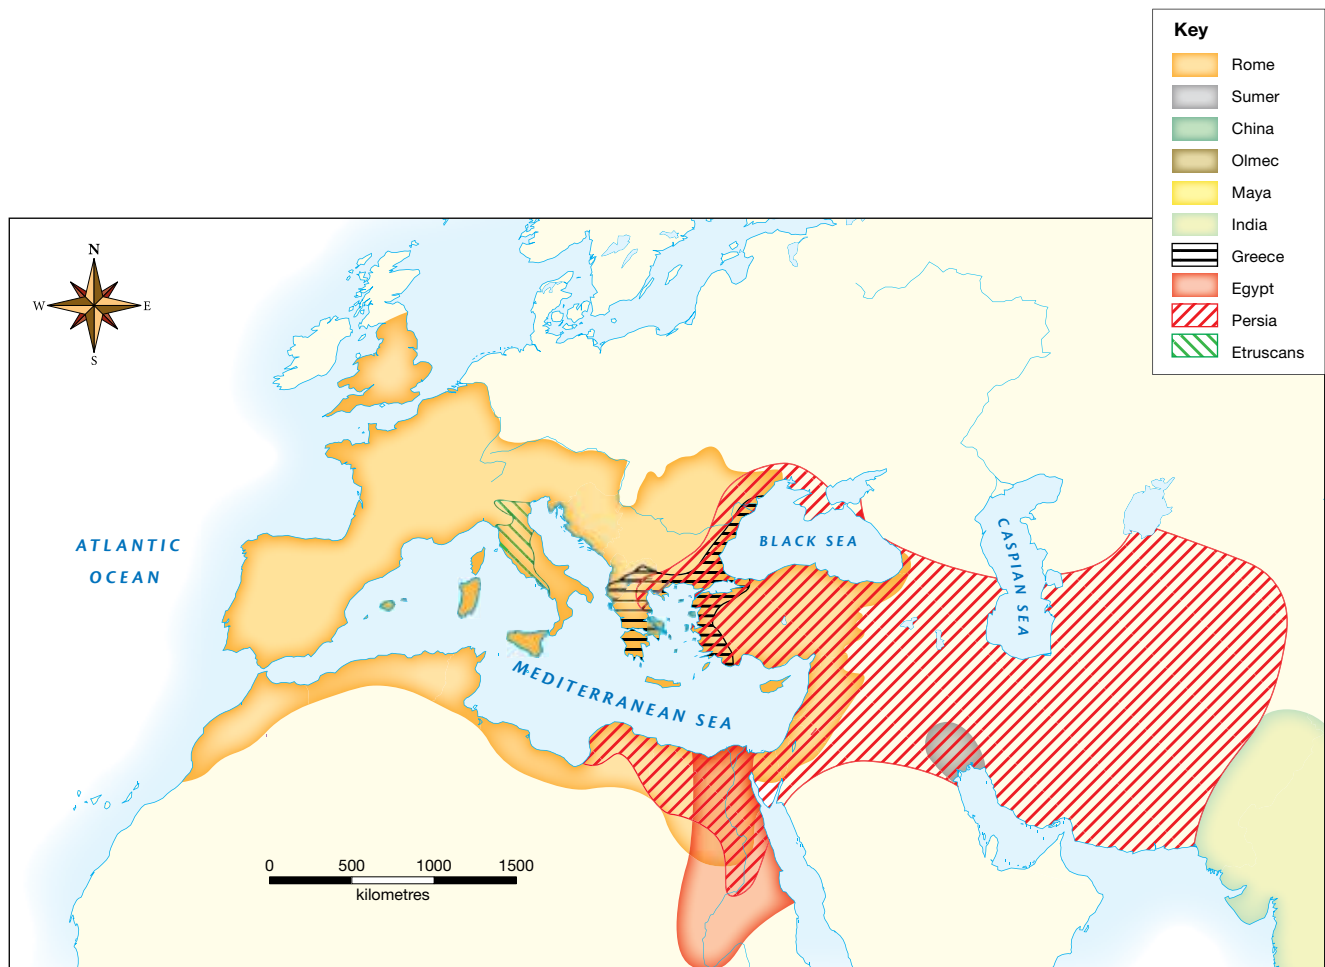 Key
Rome
Sumer
China
Olmec
Maya
India
Greece
Egypt
Persia
Etruscans
N
W
E
S
ATLANTIC
OCEAN
BLACK SEA
CASPIAN SEA
MEDITERRANEAN SEA
0 500 1000 1500
kilometres